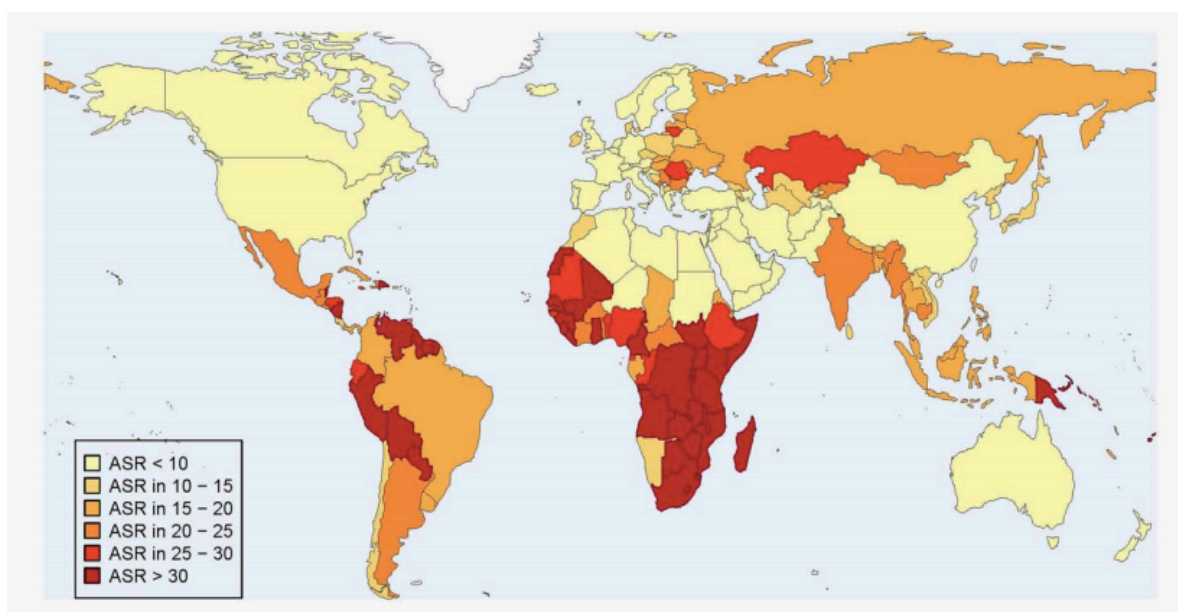 ASR < 10
ASR in 10 − 15
ASR in 15 − 20
ASR in 20 − 25
ASR in 25 − 30
ASR > 30